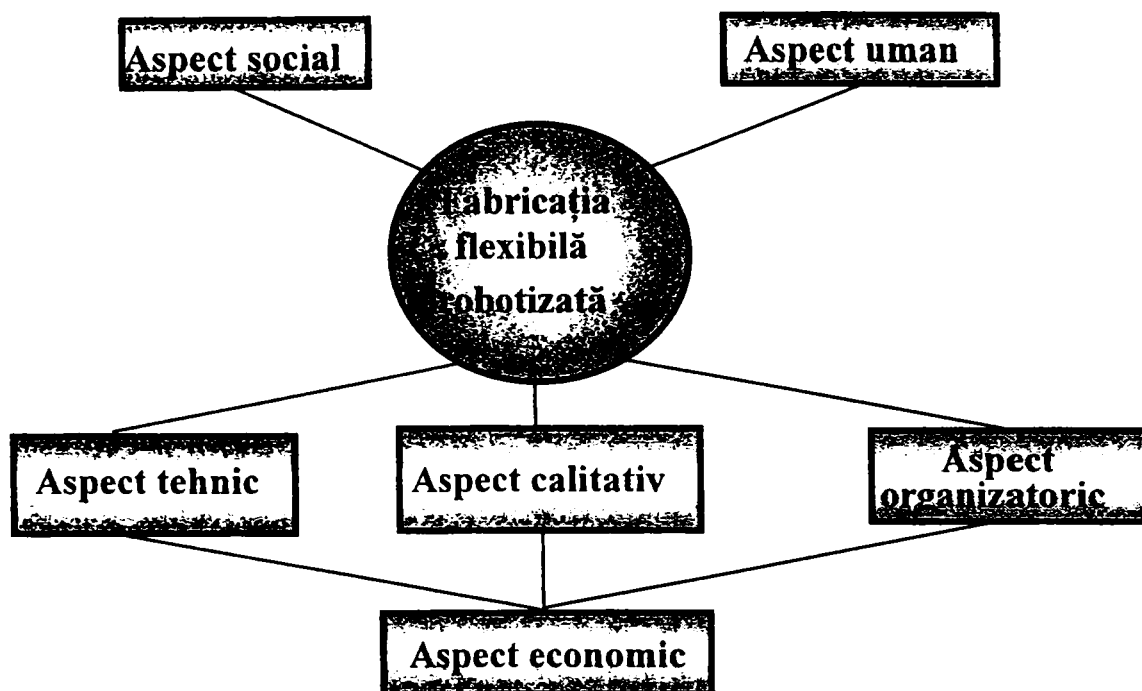 Aspect social
Aspect uman
Fabricația
flexibilă
robotizată
Aspect tehnic
Aspect calitativ
Aspect
organizatoric
Aspect economic